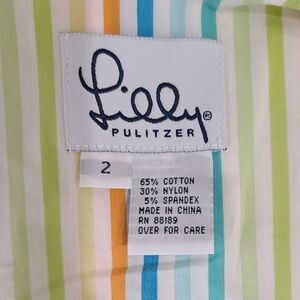 Lilly®
PULITZER
2
65% COTTON
30% NYLON
5% SPANDEX
MADE IN CHINA
RN 88189
OVER FOR CARE